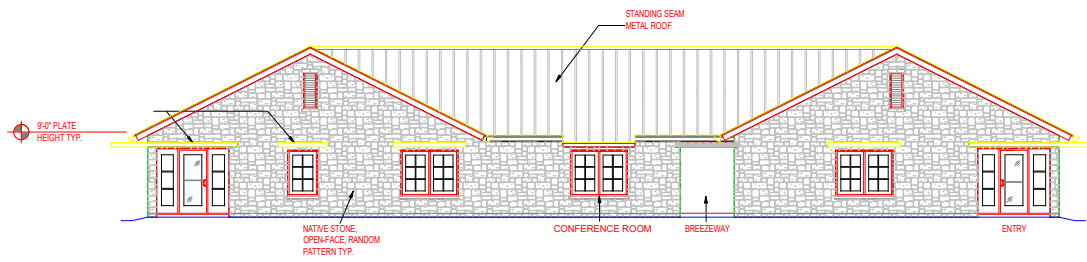 STANDING SEAM
METAL ROOF
9'-0" PLATE
HEIGHT TYP.
NATIVE STONE,
OPEN-FACE, RANDOM
PATTERN TYP.
CONFERENCE ROOM
BREEZEWAY
ENTRY